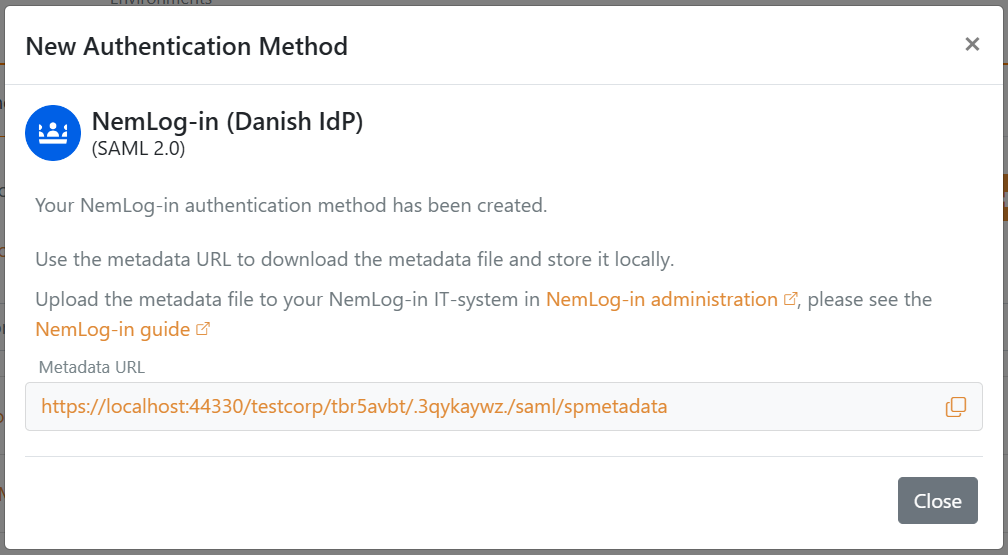 Environments
New Authentication Method
NemLog-in (Danish IdP)
(SAML 2.0)
Your NemLog-in authentication method has been created.
Use the metadata URL to download the metadata file and store it locally.
Upload the metadata file to your NemLog-in IT-system in NemLog-in administration, please see the
NemLog-in guide
Metadata URL
https://localhost:44330/testcorp/tbr5avbt/.3qykaywz./saml/spmetadata
Close